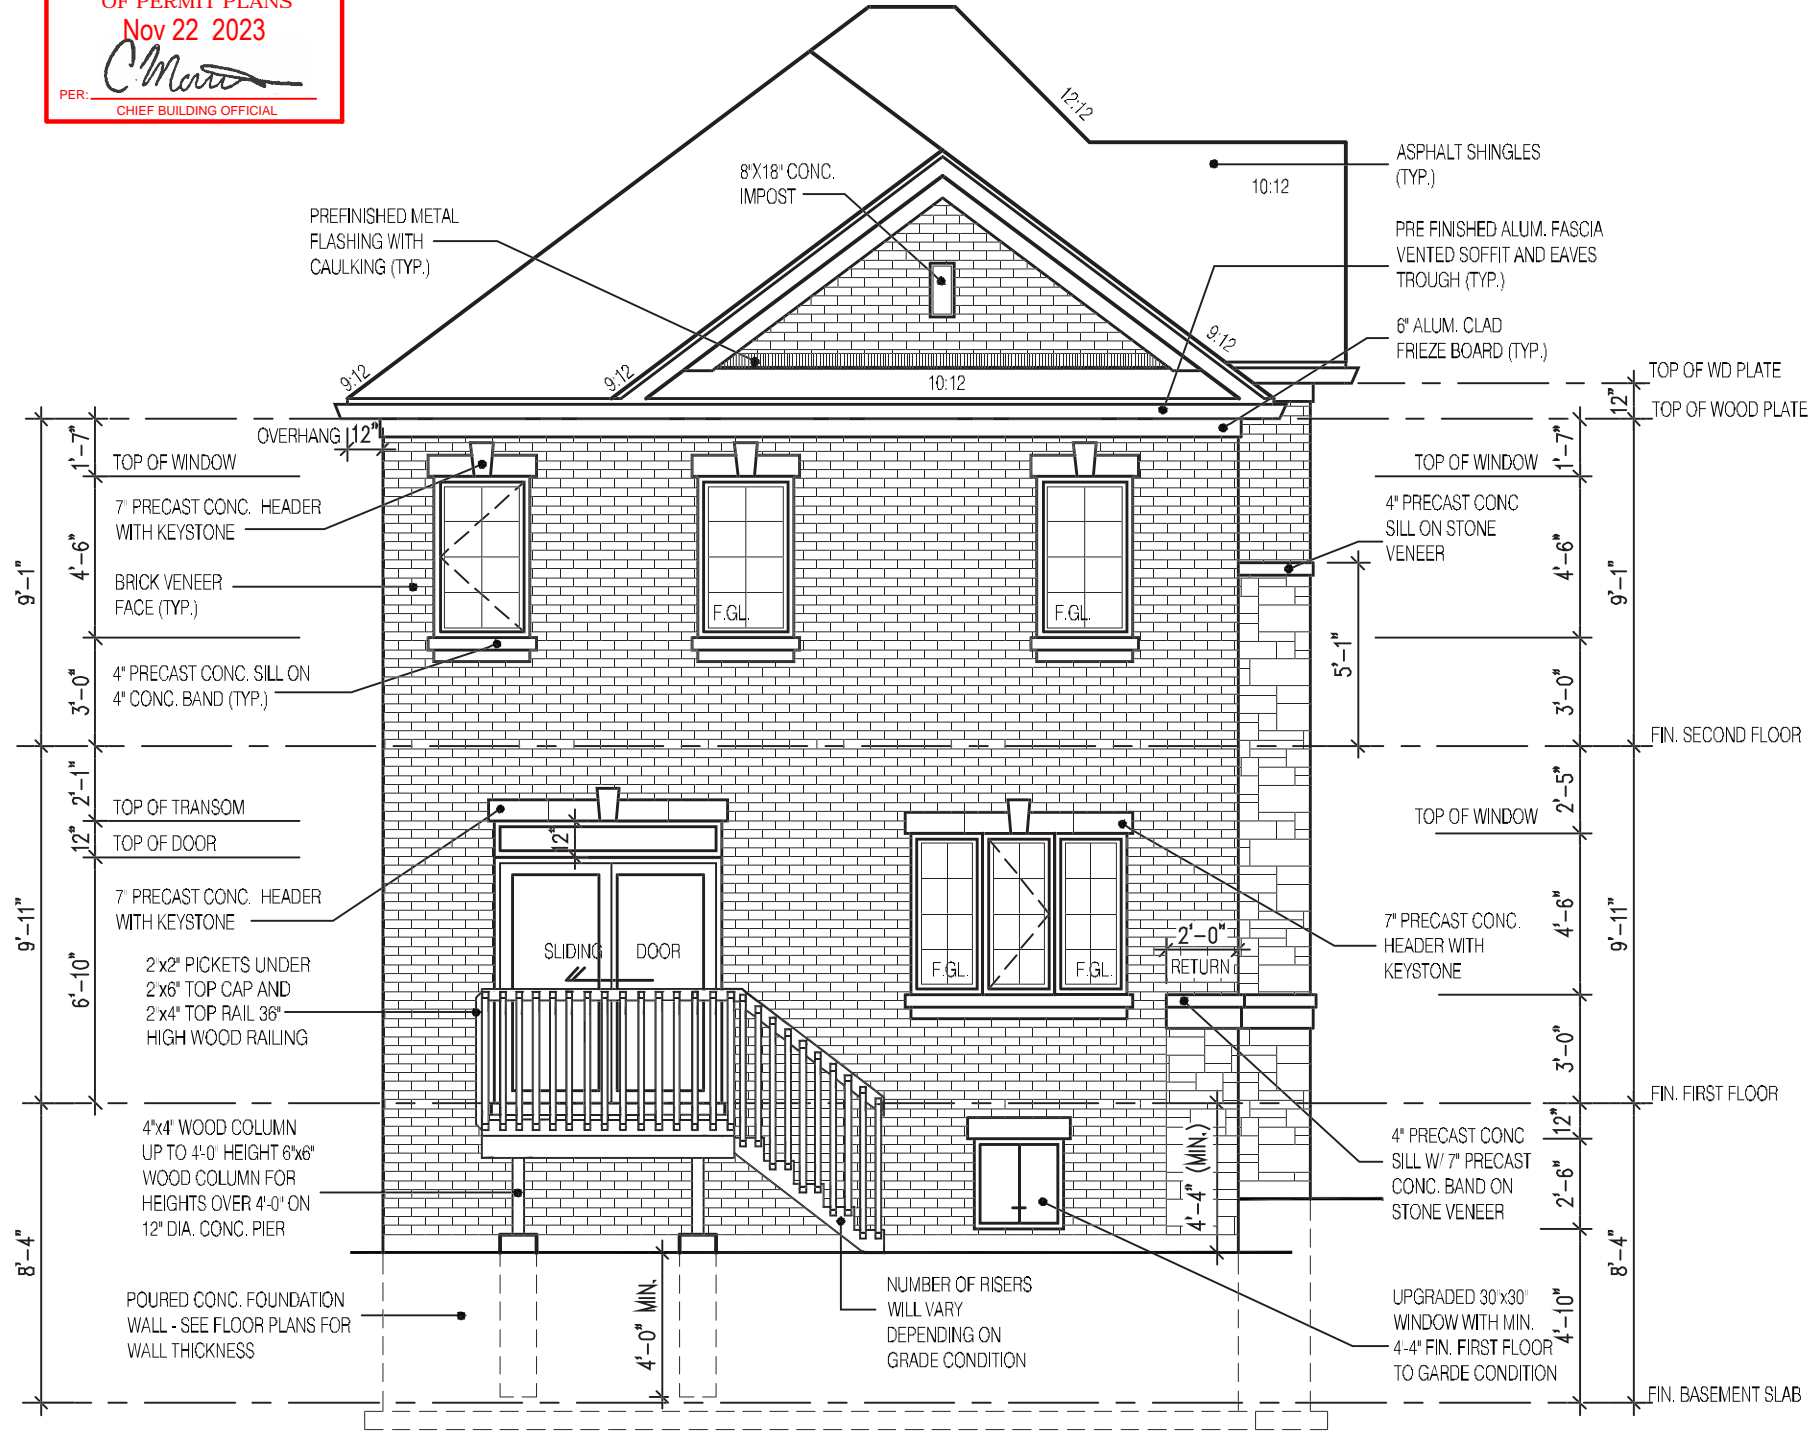 OF PERMIT PLANS
Nov 22 2023
PER:
CHIEF BUILDING OFFICIAL
12:12
ASPHALT SHINGLES
(TYP.)
10:12
8"X18" CONC.
IMPOST
PREFINISHED METAL
FLASHING WITH
CAULKING (TYP.)
PRE FINISHED ALUM. FASCIA
VENTED SOFFIT AND EAVES
TROUGH (TYP.)
6" ALUM. CLAD
FRIEZE BOARD (TYP.)
9:12
9:12
9:12
10:12
TOP OF WD PLATE
12"
TOP OF WOOD PLATE
OVERHANG 12"
1'-7"
TOP OF WINDOW
7" PRECAST CONC. HEADER
WITH KEYSTONE
4'-6"
9'-1"
BRICK VENEER
FACE (TYP.)
4" PRECAST CONC. SILL ON
4" CONC. BAND (TYP.)
3'-0"
F.GL.
F.GL.
TOP OF WINDOW
1'-7"
4" PRECAST CONC
SILL ON STONE
VENEER
4'-6"
9'-1"
5'-1"
3'-0"
FIN. SECOND FLOOR
2'-1"
TOP OF TRANSOM
12"
TOP OF DOOR
12"
7" PRECAST CONC. HEADER
WITH KEYSTONE
9'-11"
6'-10"
2"x2" PICKETS UNDER
2"x6" TOP CAP AND
2"x4" TOP RAIL 36"
HIGH WOOD RAILING
SLIDING DOOR
F.GL.
F.GL.
2'-0"
RETURN
2'-5"
TOP OF WINDOW
4'-6"
9'-11"
7" PRECAST CONC.
HEADER WITH
KEYSTONE
3'-0"
FIN. FIRST FLOOR
4"x4" WOOD COLUMN
UP TO 4'-0" HEIGHT 6"x6"
WOOD COLUMN FOR
HEIGHTS OVER 4'-0" ON
12" DIA. CONC. PIER
8'-4"
4'-4" (MIN.)
12"
4" PRECAST CONC
SILL W/ 7" PRECAST
CONC. BAND ON
STONE VENEER
2'-6"
8'-4"
POURED CONC. FOUNDATION
WALL - SEE FLOOR PLANS FOR
WALL THICKNESS
4'-0" MIN.
NUMBER OF RISERS
WILL VARY
DEPENDING ON
GRADE CONDITION
UPGRADED 30"x30"
WINDOW WITH MIN.
4'-4" FIN. FIRST FLOOR
TO GARDE CONDITION
4'-10"
FIN. BASEMENT SLAB